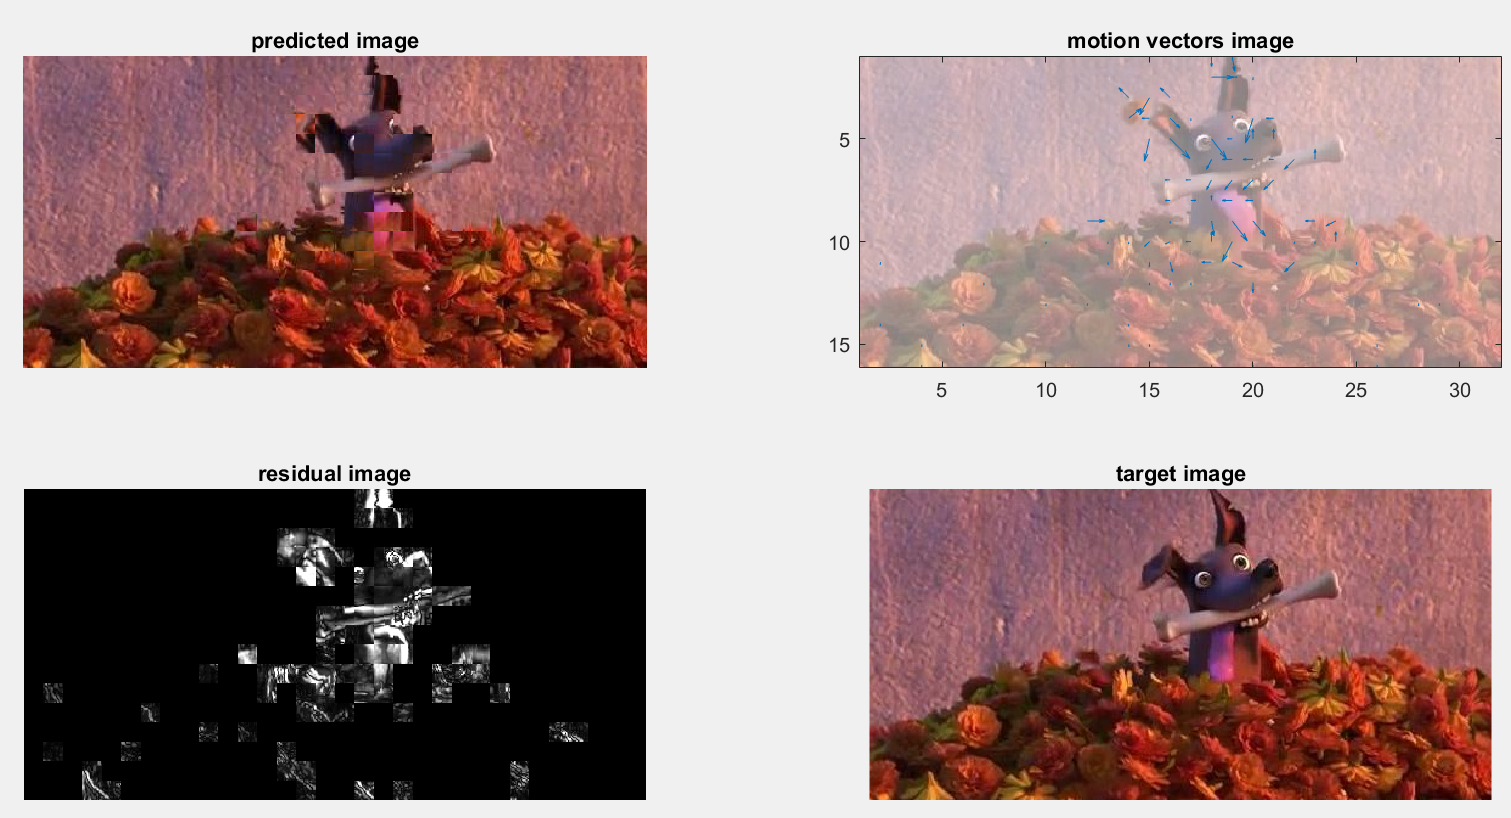 predicted image
motion vectors image
5
10
15
5 10 15 20 25 30
residual image
target image